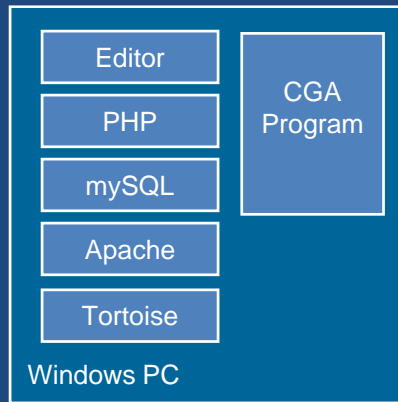 Editor
PHP
mySQL
Apache
Tortoise
CGA
Program
Windows PC